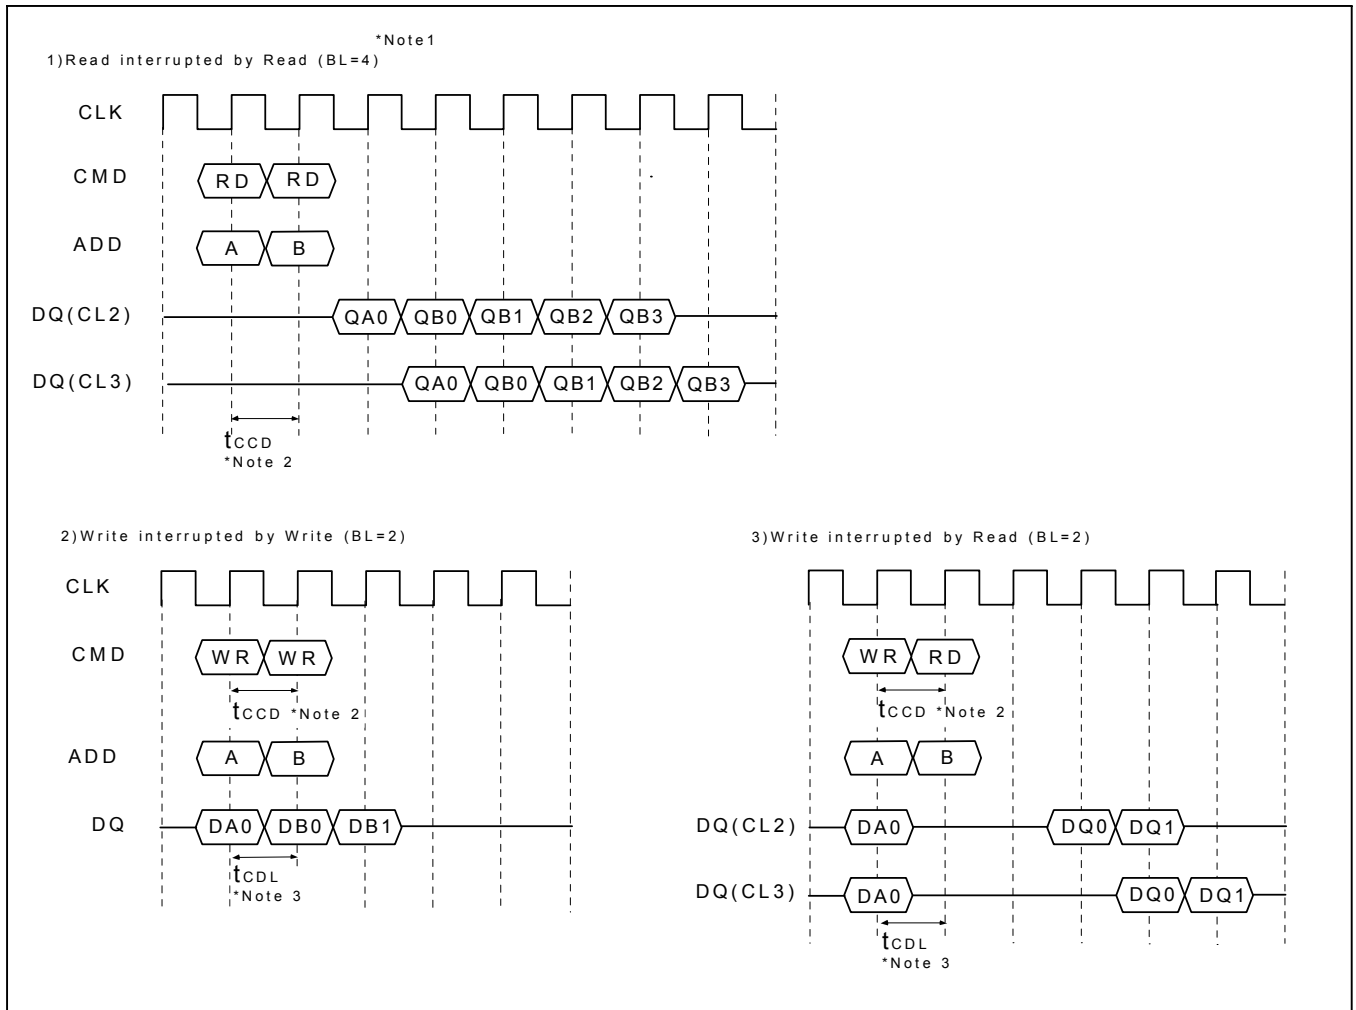 *Note1
1)Read interrupted by Read (BL=4)
CLK
CMD RD RD
ADD A B
DQ(CL2) QA0 QB0 QB1 QB2 QB3
DQ(CL3) QA0 QB0 QB1 QB2 QB3
tCCD
*Note 2
2)Write interrupted by Write (BL=2)
CLK
CMD WR WR
tCCD *Note 2
ADD A B
DQ DA0 DB0 DB1
tCDL
*Note 3
3)Write interrupted by Read (BL=2)
WR RD
tCCD *Note 2
A B
DQ(CL2) DA0 DQ0 DQ1
DQ(CL3) DA0 DQ0 DQ1
tCDL
*Note 3